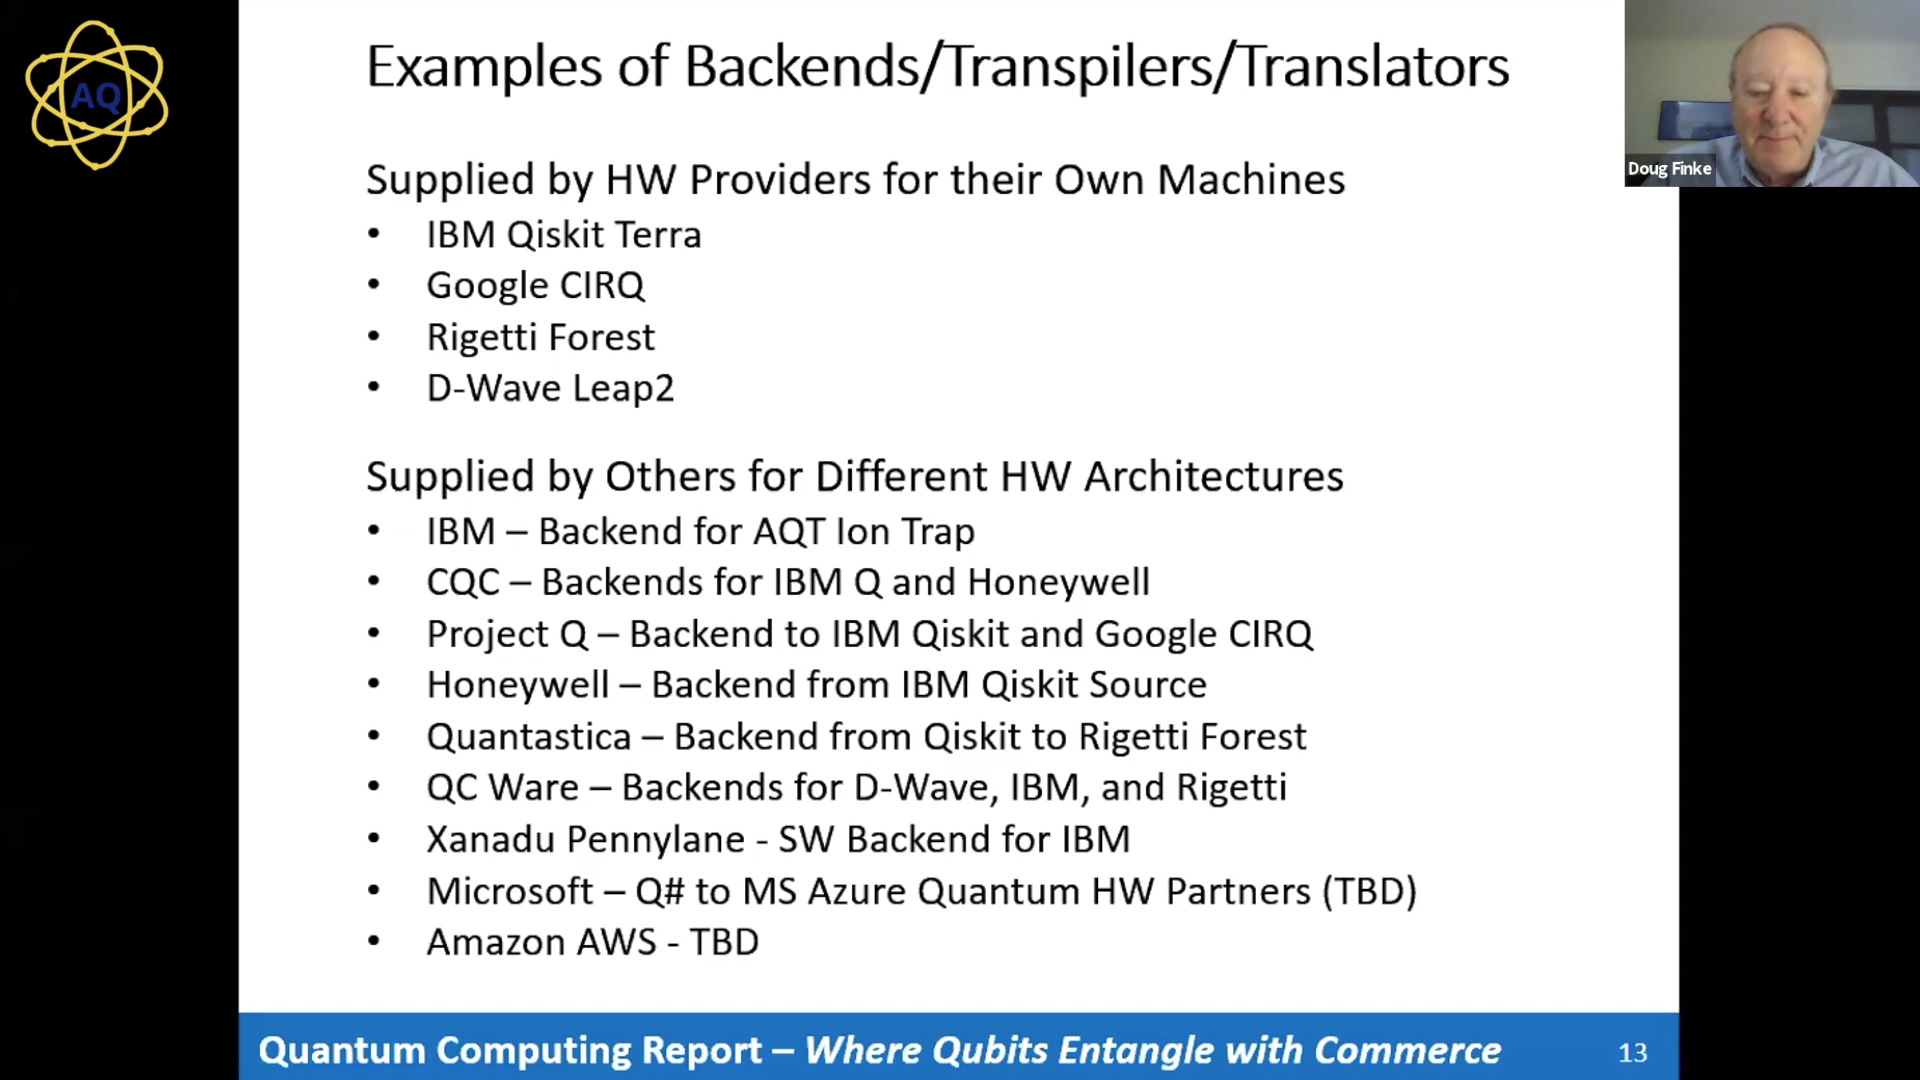 AQ
Examples of Backends/Transpilers/Translators
Doug Finke
Supplied by HW Providers for their Own Machines
• IBM Qiskit Terra
• Google CIRQ
• Rigetti Forest
• D-Wave Leap2
Supplied by Others for Different HW Architectures
• IBM – Backend for AQT Ion Trap
• CQC – Backends for IBM Q and Honeywell
• Project Q – Backend to IBM Qiskit and Google CIRQ
• Honeywell – Backend from IBM Qiskit Source
• Quantastica – Backend from Qiskit to Rigetti Forest
• QC Ware – Backends for D-Wave, IBM, and Rigetti
• Xanadu Pennylane - SW Backend for IBM
• Microsoft – Q# to MS Azure Quantum HW Partners (TBD)
• Amazon AWS - TBD
Quantum Computing Report – Where Qubits Entangle with Commerce
13